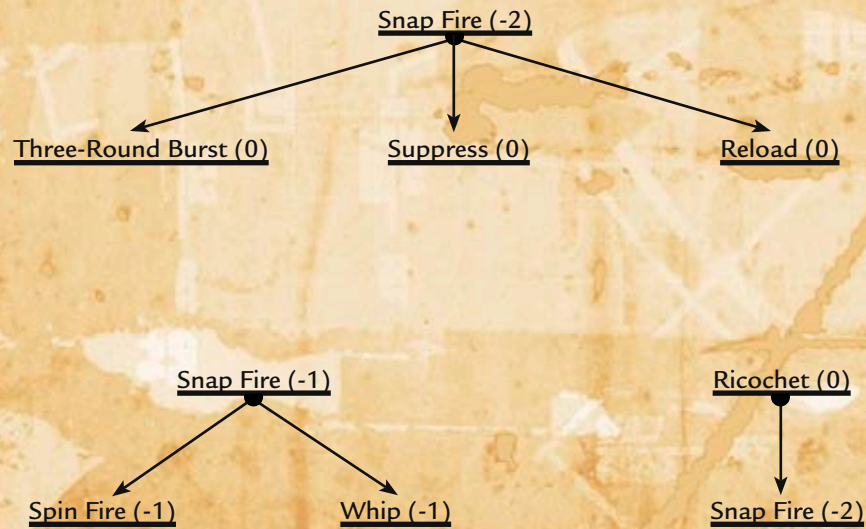 Snap Fire (-2)
Three-Round Burst (0)
Suppress (0)
Reload (0)
Snap Fire (-1)
Ricochet (0)
Spin Fire (-1)
Whip (-1)
Snap Fire (-2)